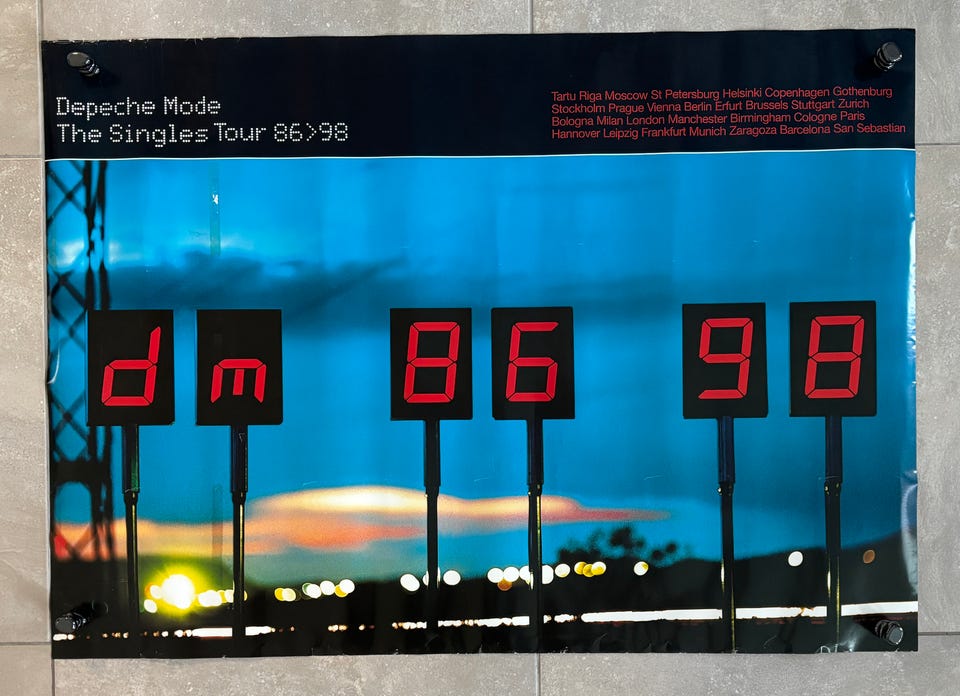 Depeche Mode
The Singles Tour 86>98
Tartu Riga Moscow St Petersburg Helsinki Copenhagen Gothenburg
Stockholm Prague Vienna Berlin Erfurt Brussels Stuttgart Zurich
Bologna Milan London Manchester Birmingham Cologne Paris
Hannover Leipzig Frankfurt Munich Zaragoza Barcelona San Sebastian
dm 86 98